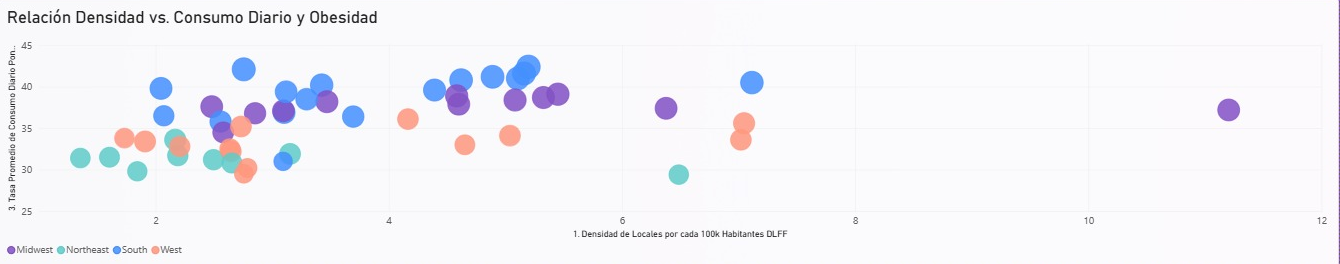 Relación Densidad vs. Consumo Diario y Obesidad
3. Tasa Promedio de Consumo Diario Pon...
45
40
35
30
25
2
4
6
8
10
12
1. Densidad de Locales por cada 100k Habitantes DLFF
Midwest Northeast South West